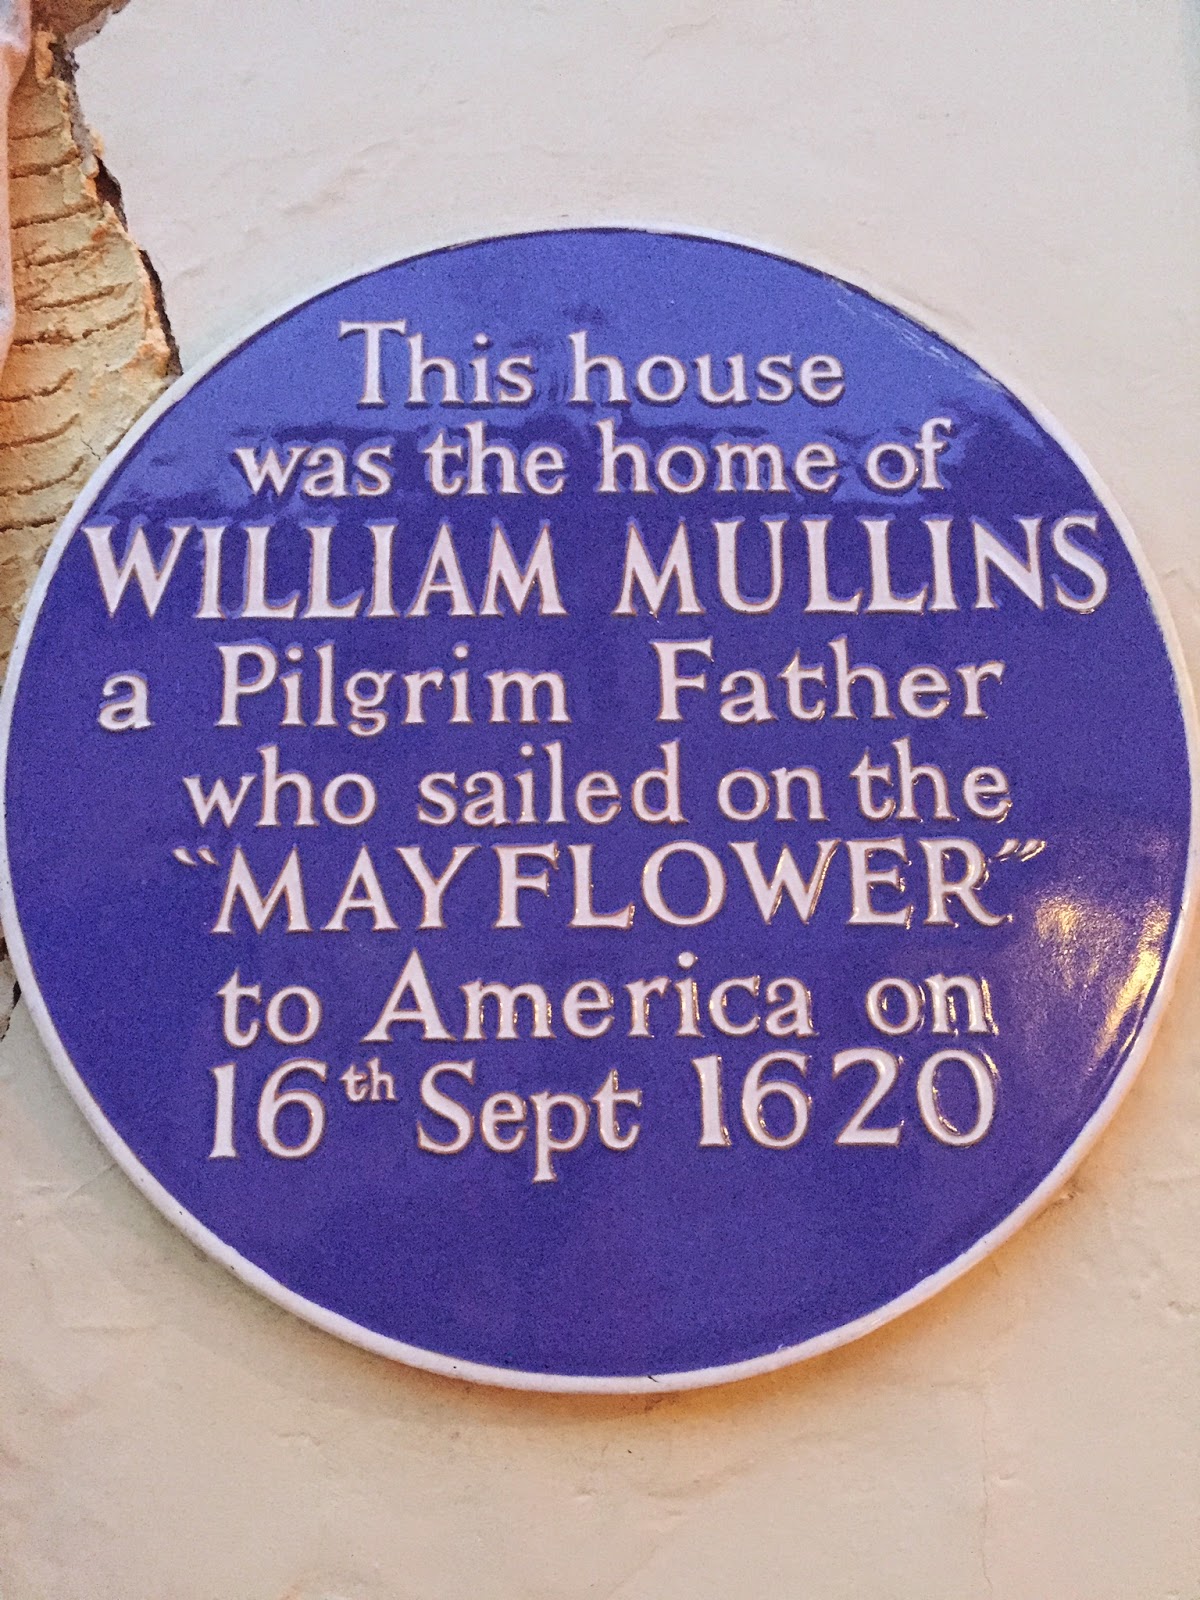 This house
was the home of
WILLIAM MULLINS
a Pilgrim Father
who sailed on the
“MAYFLOWER”
to America on
16th Sept 1620